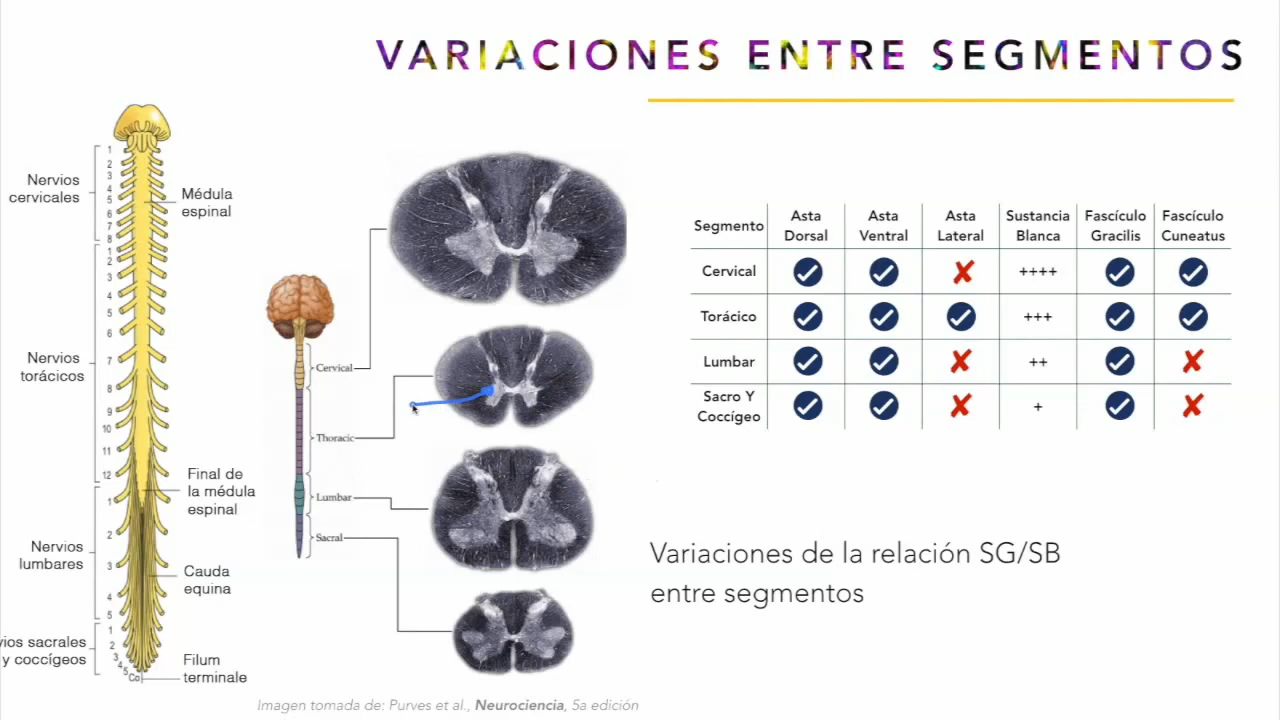 VARIACIONES ENTRE SEGMENTOS
Nervios
cervicales
1
2
3
4
5
6
7
8
Médula
espinal
Nervios
torácicos
1
2
3
4
5
6
7
8
9
10
11
12
Final de
la médula
espinal
Nervios
lumbares
1
2
3
4
5
Cauda
equina
vios sacrales
y coccígeos
1
2
3
4
5
Co
Filum
terminale
Cervical
Thoracic
Lumbar
Sacral
Segmento
Asta
Dorsal
Asta
Ventral
Asta
Lateral
Sustancia
Blanca
Fascículo
Gracilis
Fascículo
Cuneatus
Cervical ++++
Torácico +++
Lumbar ++
Sacro Y
Coccígeo +
Variaciones de la relación SG/SB
entre segmentos
Imagen tomada de: Purves et al., Neurociencia, 5a edición